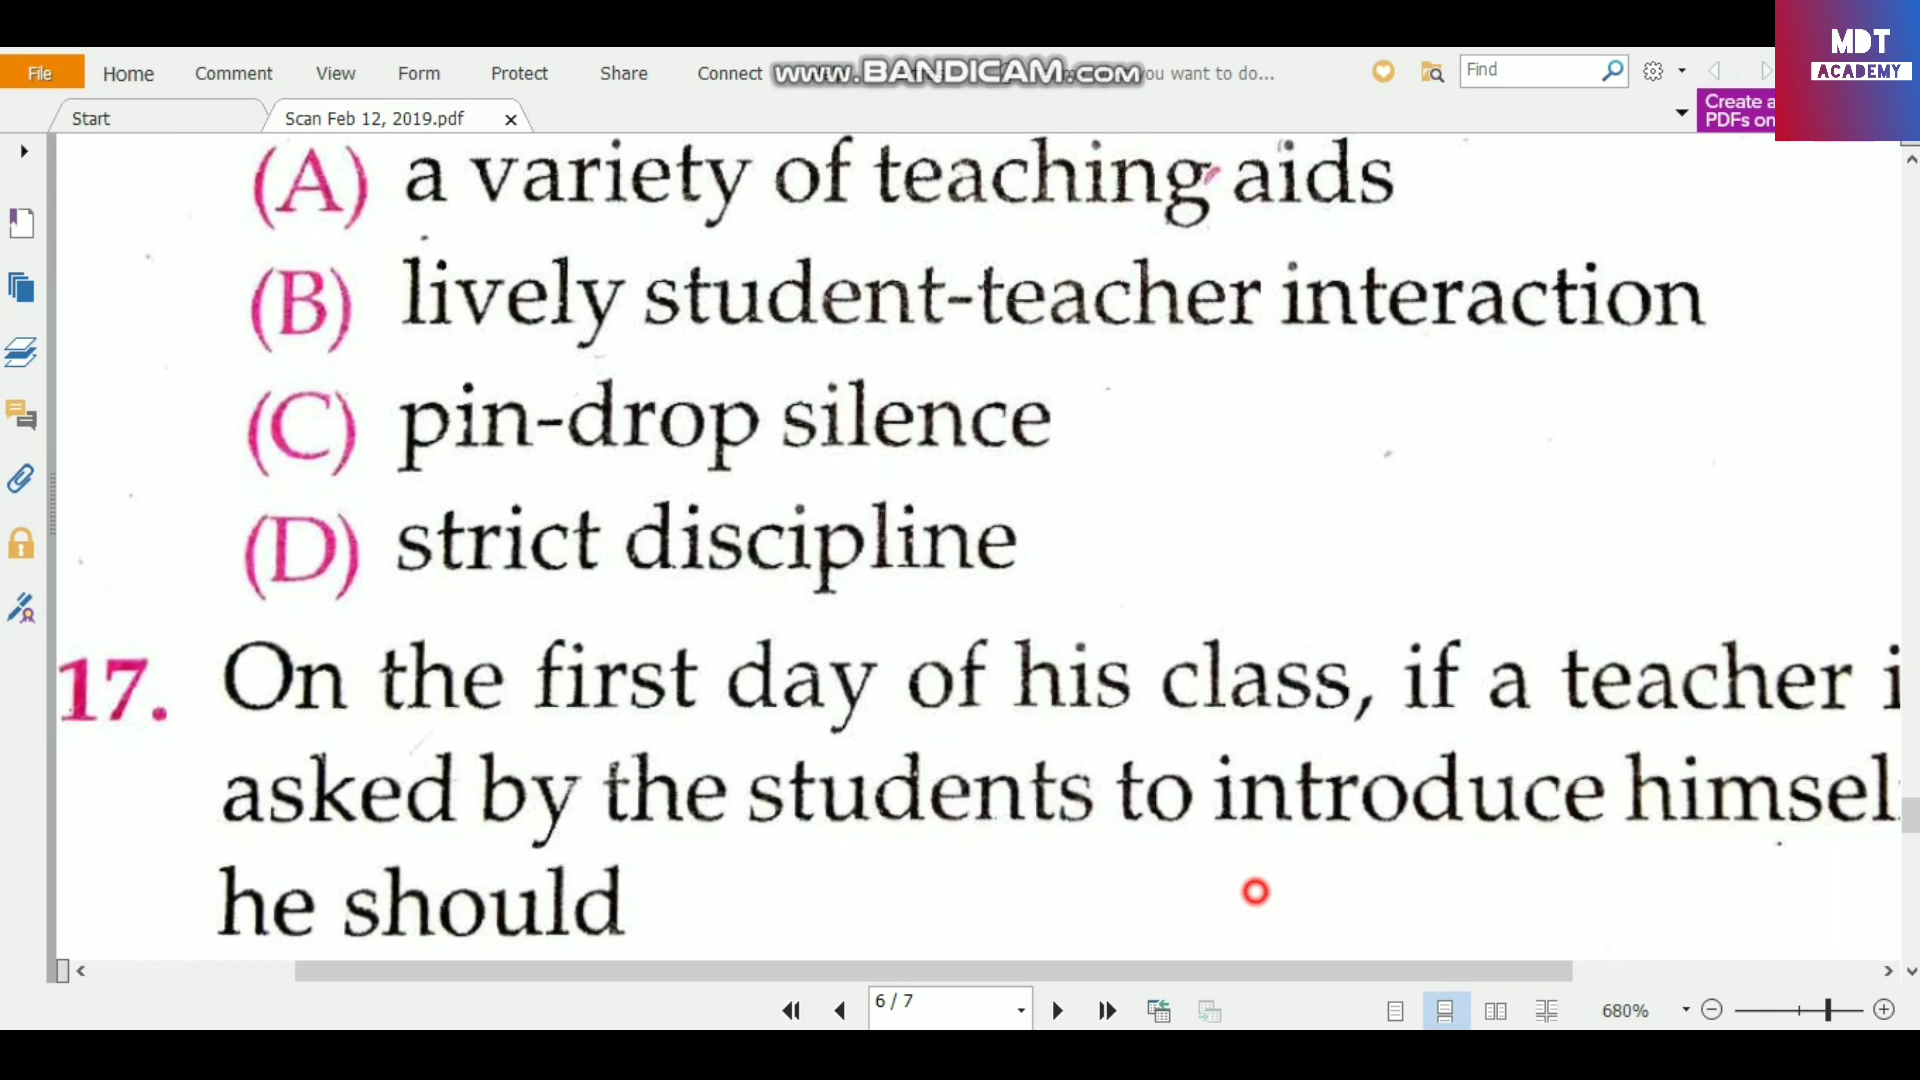 MDT
ACADEMY
File
Home
Comment
View
Form
Protect
Share
Connect
www.BANDICAM.com
you want to do...
Find
Create a
PDFs on
Start
Scan Feb 12, 2019.pdf
(A) a variety of teaching aids
(B) lively student-teacher interaction
(C) pin-drop silence
(D) strict discipline
17. On the first day of his class, if a teacher i
asked by the students to introduce himsel
he should
6 / 7
680%